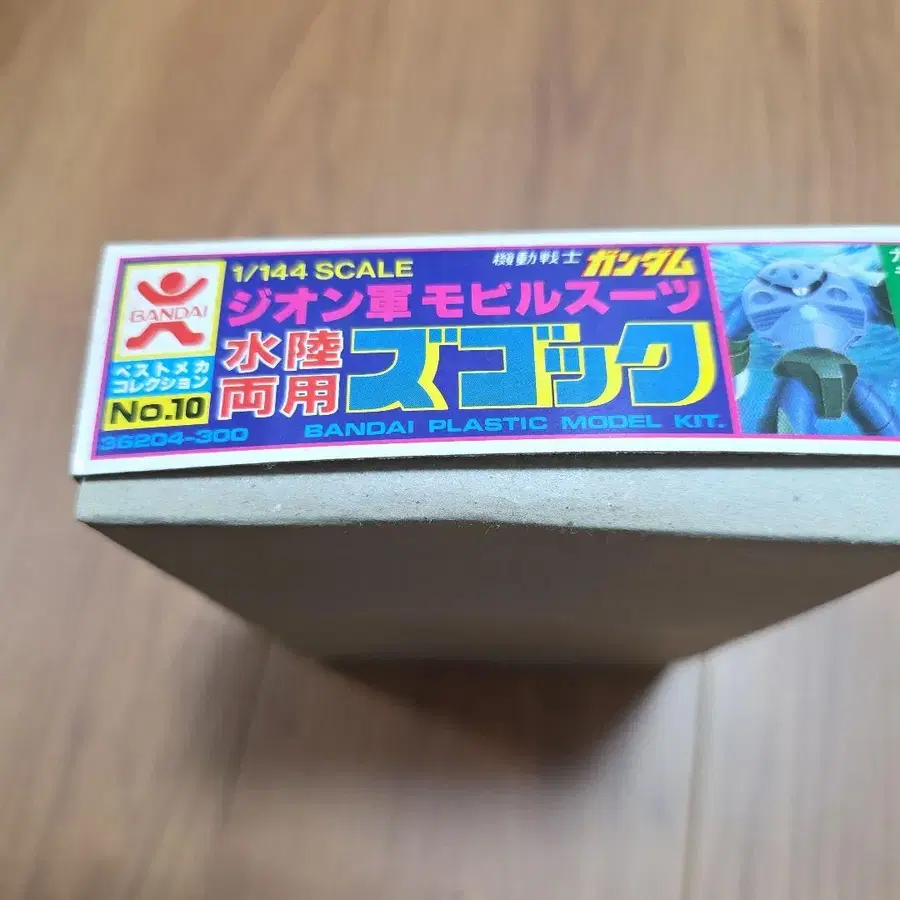 BANDAI
ベストメカ
コレクション
No.10
36204-300
1/144 SCALE
機動戦士 ガンダム
ジオン軍 モビルスーツ
水陸両用 ズゴック
BANDAI PLASTIC MODEL KIT.